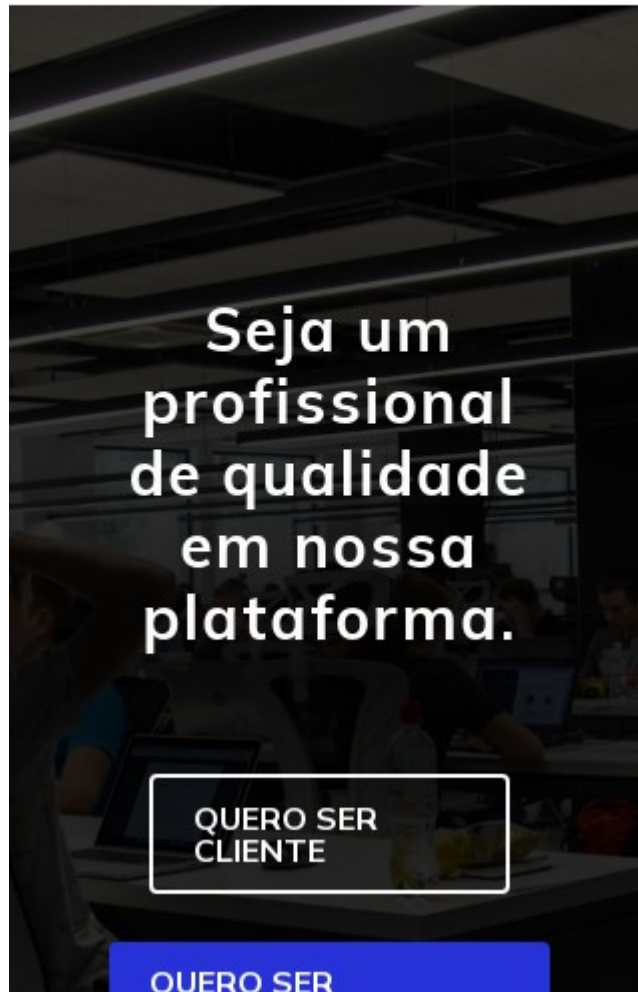 Seja um
profissional
de qualidade
em nossa
plataforma.
QUERO SER
CLIENTE
QUERO SER